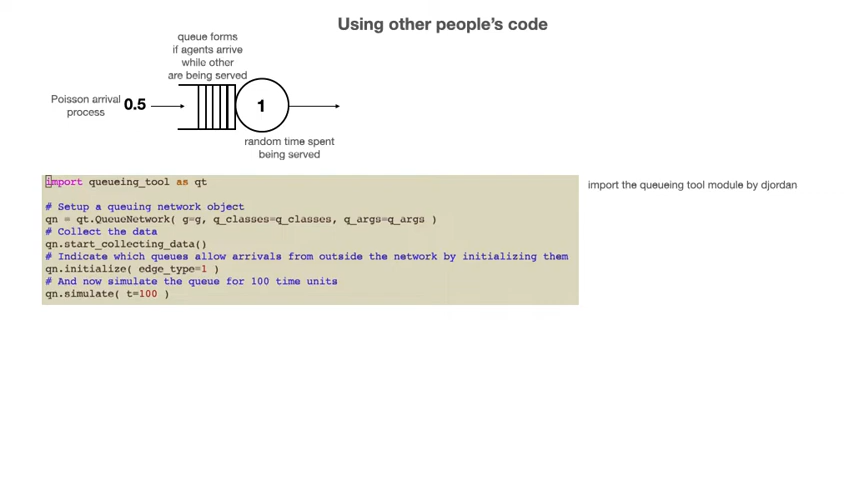 Using other people's code
queue forms
if agents arrive
while other
are being served
Poisson arrival
process
0.5
1
random time spent
being served
import queueing_tool as qt
import the queueing tool module by djordan
# Setup a queuing network object
qn = qt.QueueNetwork( g=g, q_classes=q_classes, q_args=q_args )
# Collect the data
qn.start_collecting_data()
# Indicate which queues allow arrivals from outside the network by initializing them
qn.initialize( edge_type=1 )
# And now simulate the queue for 100 time units
qn.simulate( t=100 )